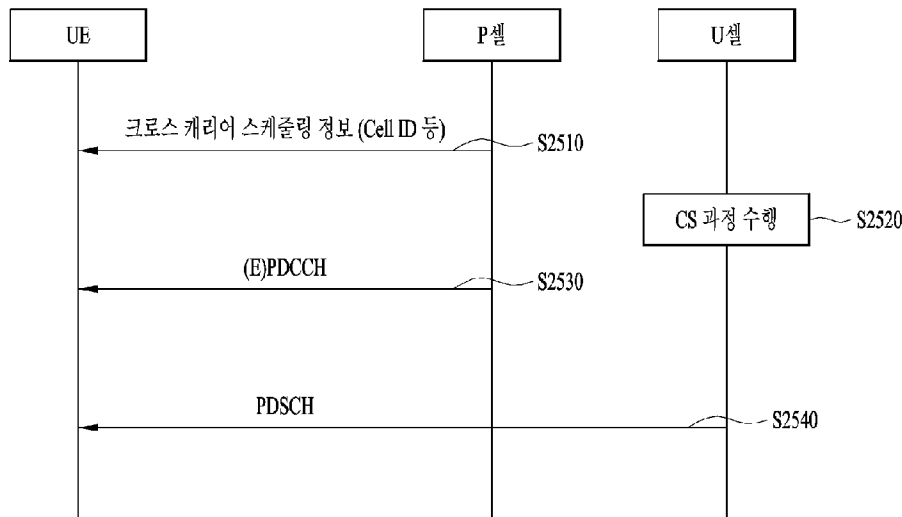 UE
P셀
U셀
크로스 캐리어 스케줄링 정보 (Cell ID 등)
S2510
CS 과정 수행
S2520
(E)PDCCH
S2530
PDSCH
S2540